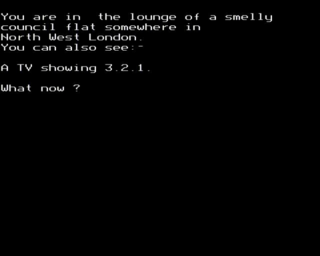 You are in  the lounge of a smelly
council flat somewhere in
North West London.
You can also see:-
A TV showing 3.2.1.
What now ?